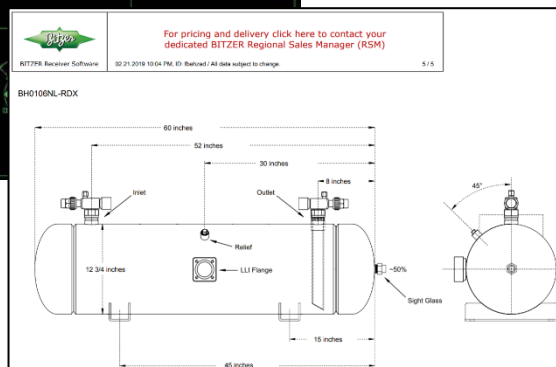 Bitzer
For pricing and delivery click here to contact your
dedicated BITZER Regional Sales Manager (RSM)
BITZER Receiver Software
02.21.2019 10:04 PM, ID: fbehzad / All data subject to change.
5/5
BH0106NL-RDX
60 inches
52 inches
30 inches
8 inches
45°
Inlet
Outlet
Relief
12 3/4 inches
LLI Flange
~50%
Sight Glass
15 inches
45 inches